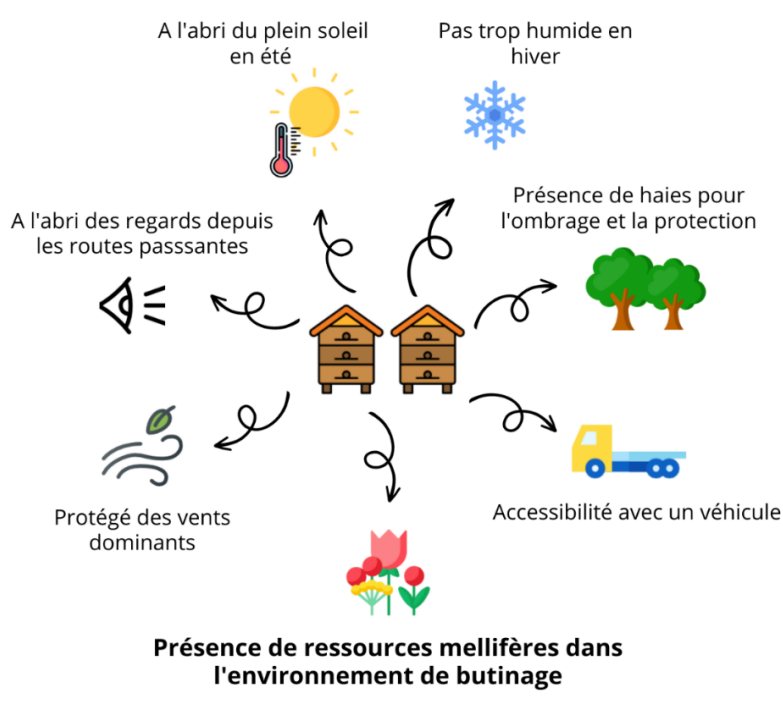 A l'abri du plein soleil
en été
Pas trop humide en
hiver
Présence de haies pour
l'ombrage et la protection
A l'abri des regards depuis
les routes passsantes
Protégé des vents
dominants
Accessibilité avec un véhicule
Présence de ressources mellifères dans
l'environnement de butinage